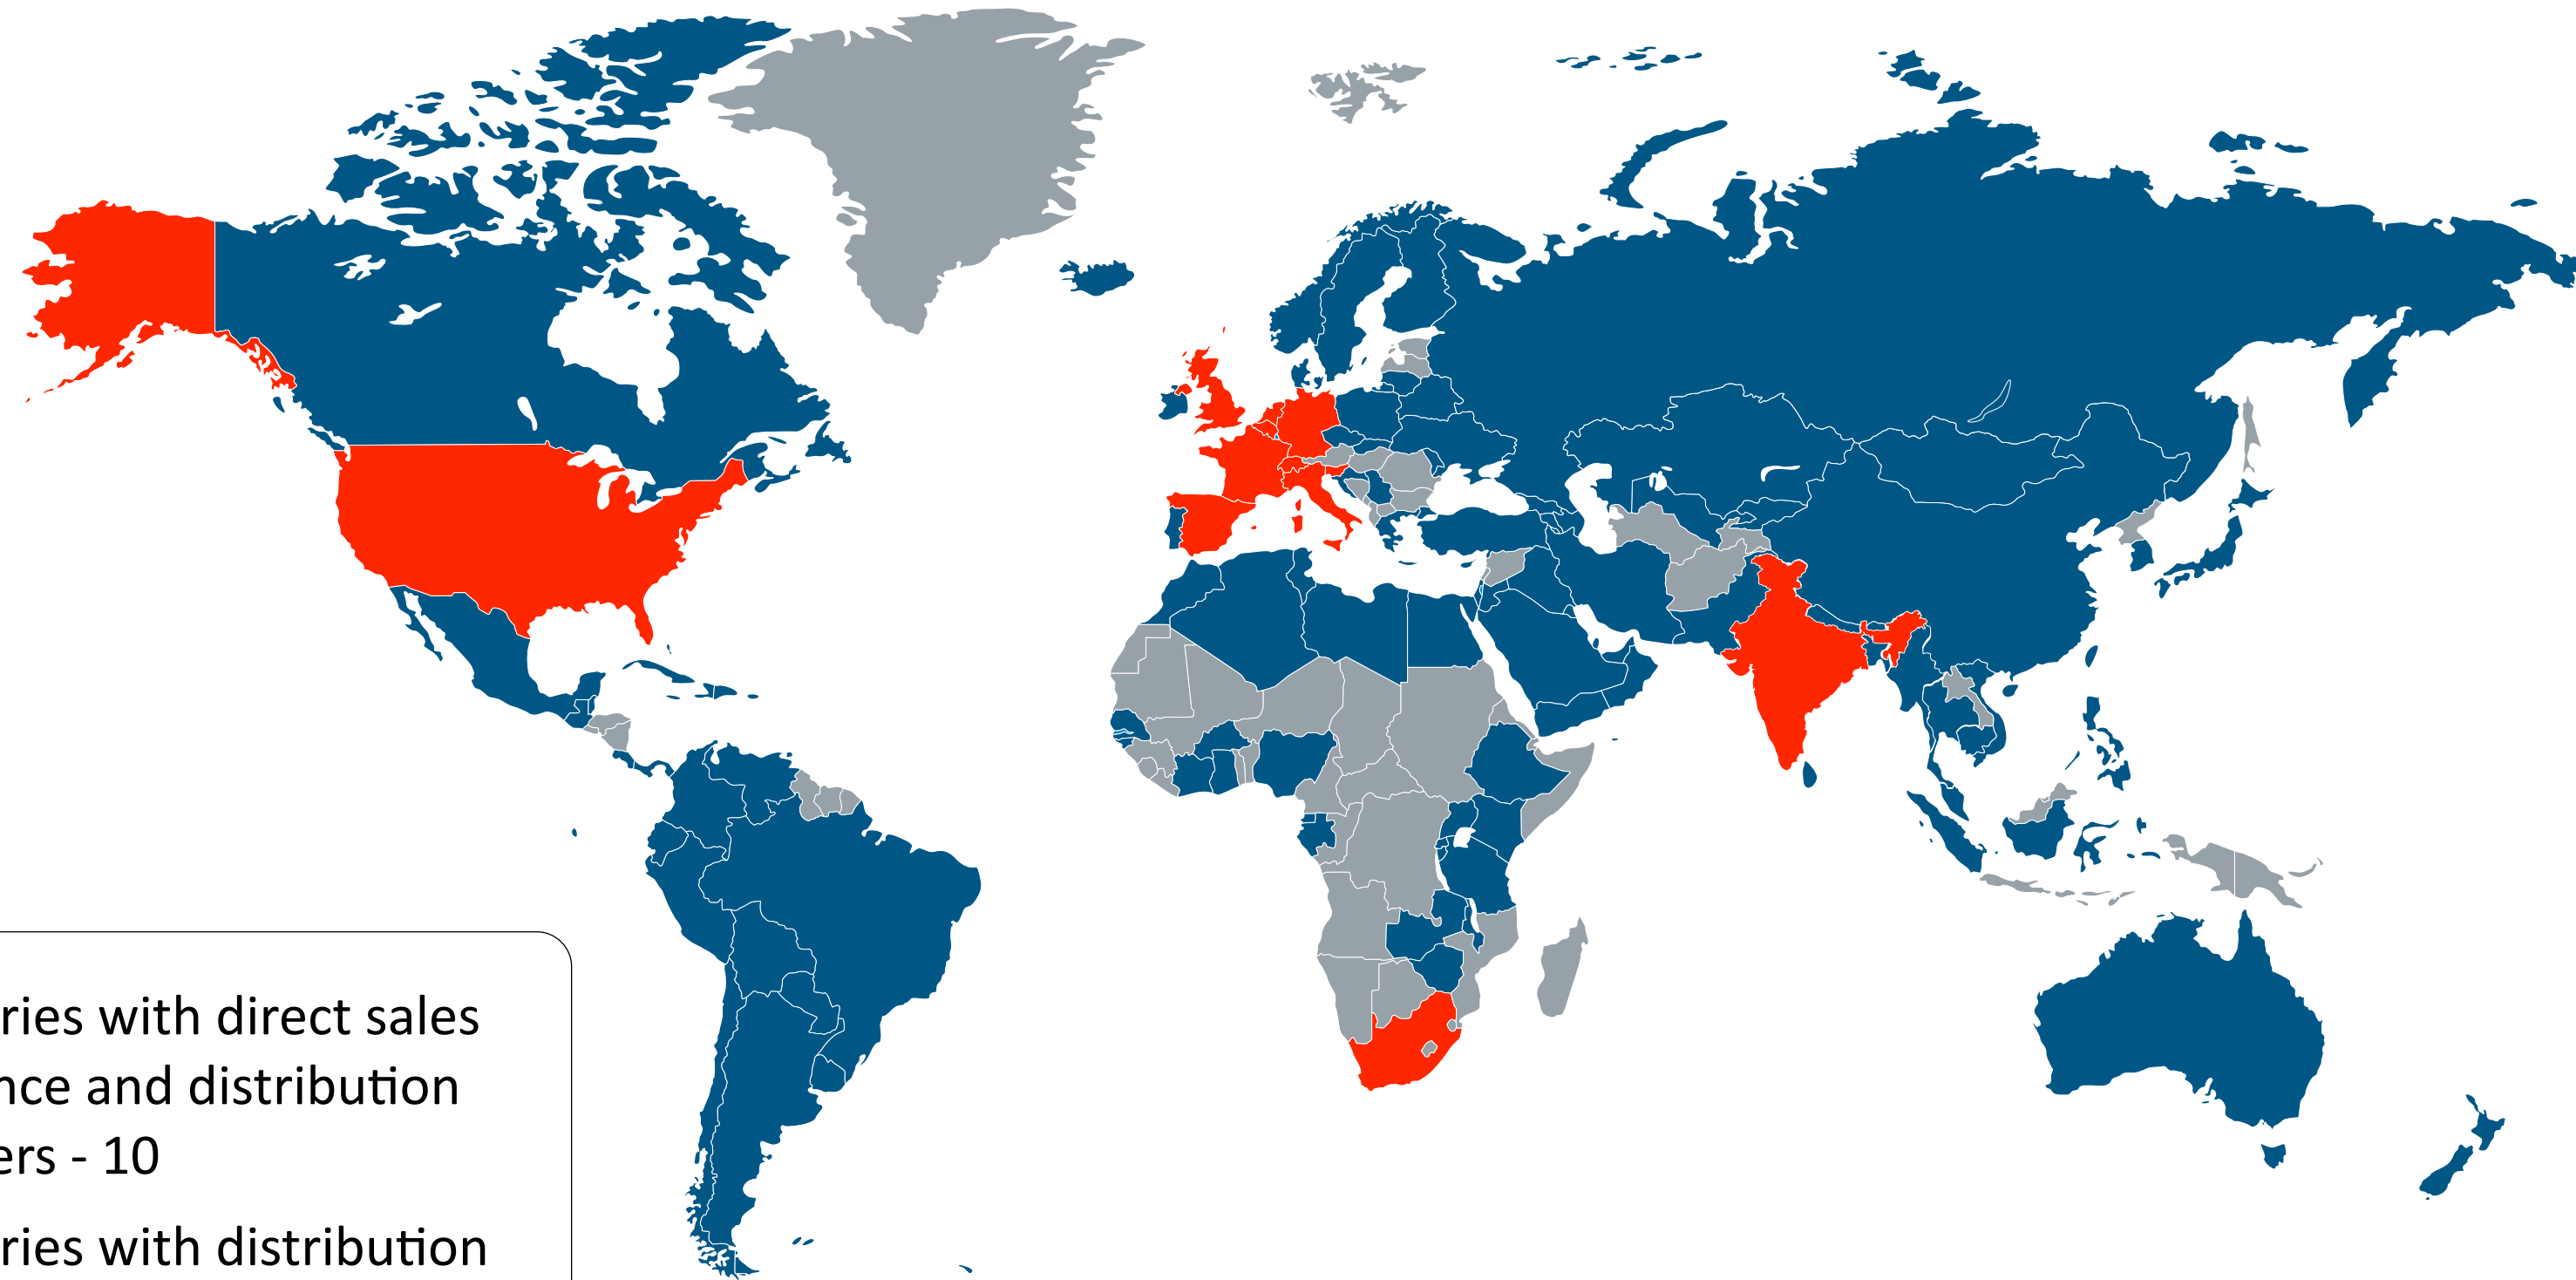 ries with direct sales
nce and distribution
ers - 10
ries with distribution